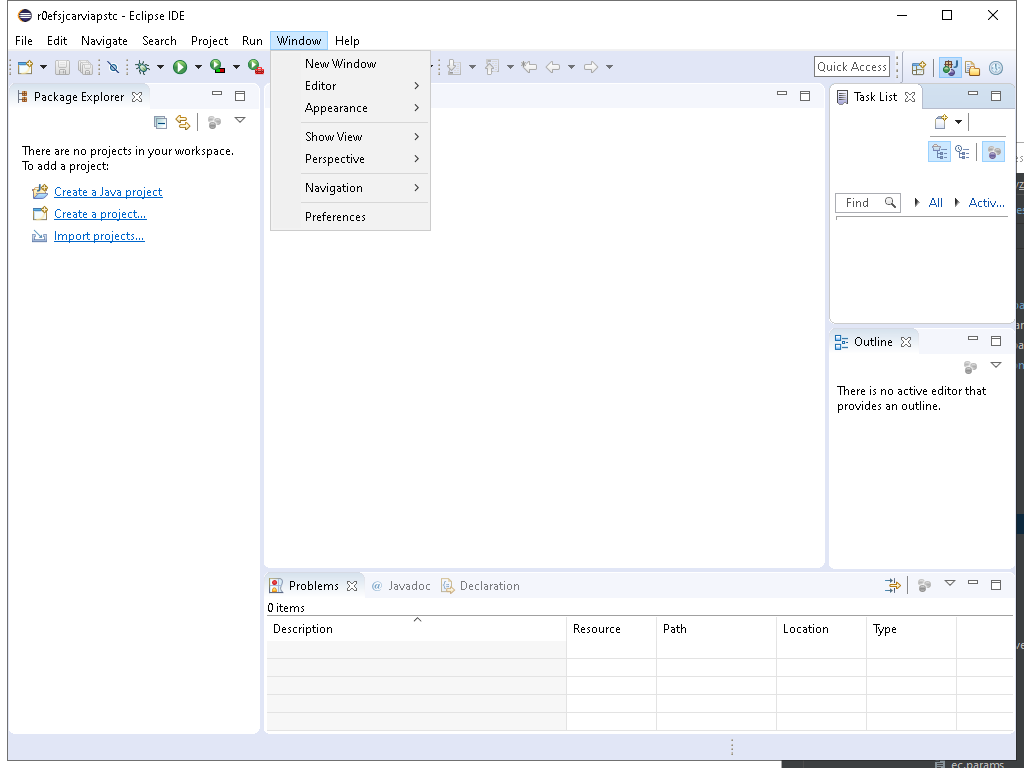 r0efsjcarviapstc - Eclipse IDE
File Edit Navigate Search Project Run Window Help
Quick Access
New Window
Editor
Appearance
Show View
Perspective
Navigation
Preferences
Package Explorer
There are no projects in your workspace.
To add a project:
Create a Java project
Create a project...
Import projects...
Task List
Find
All
Activ...
Outline
There is no active editor that
provides an outline.
Problems @ Javadoc Declaration
0 items
Description Resource Path Location Type
ec.params